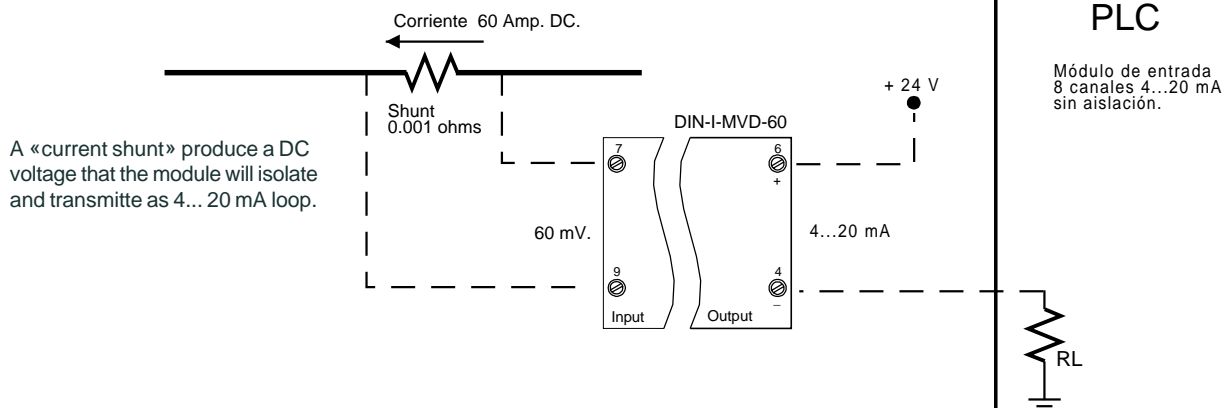 Corriente 60 Amp. DC.
PLC
Módulo de entrada
8 canales 4...20 mA
sin aislación.
+ 24 V
Shunt
0.001 ohms
DIN-I-MVD-60
A «current shunt» produce a DC
voltage that the module will isolate
and transmitte as 4... 20 mA loop.
7
6
+
60 mV.
4...20 mA
9
4
–
Input
Output
RL